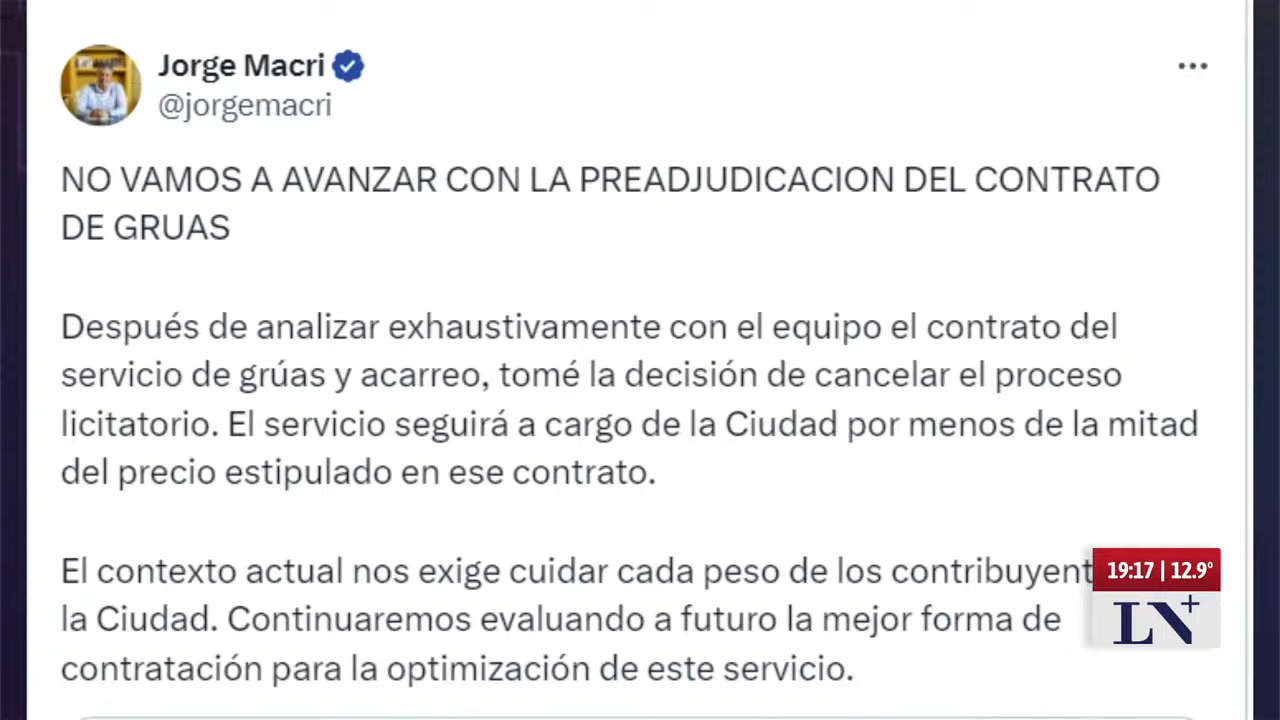 Jorge Macri
@jorgemacri
NO VAMOS A AVANZAR CON LA PREADJUDICACION DEL CONTRATO
DE GRUAS
Después de analizar exhaustivamente con el equipo el contrato del
servicio de grúas y acarreo, tomé la decisión de cancelar el proceso
licitatorio. El servicio seguirá a cargo de la Ciudad por menos de la mitad
del precio estipulado en ese contrato.
El contexto actual nos exige cuidar cada peso de los contribuyent
la Ciudad. Continuaremos evaluando a futuro la mejor forma de
contratación para la optimización de este servicio.
19:17 | 12.9°
LN+